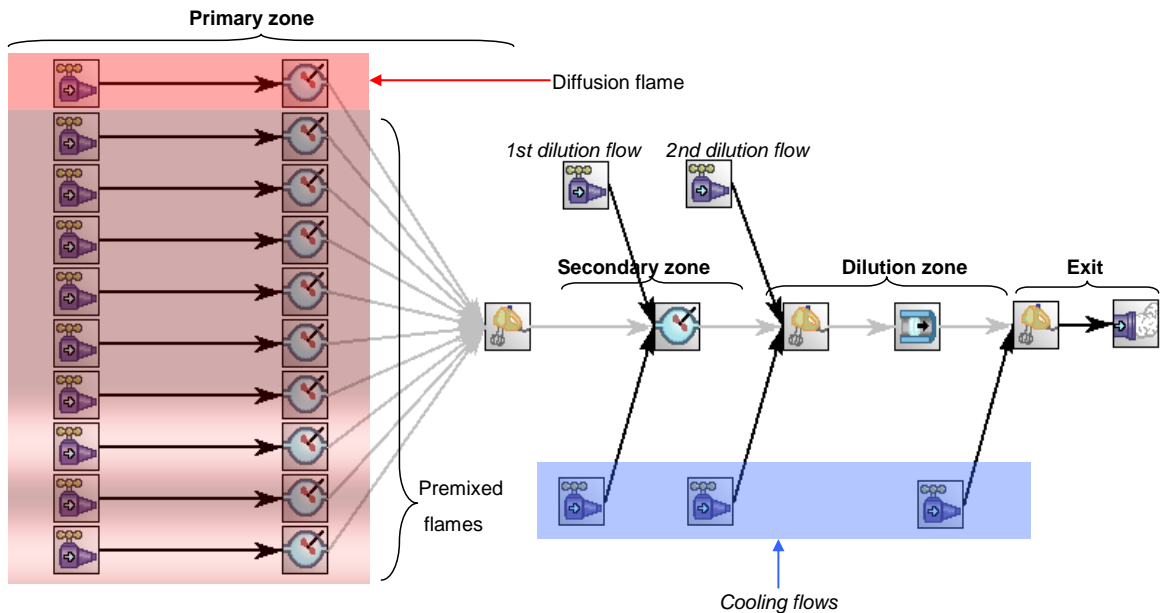 Primary zone
Diffusion flame
1st dilution flow
2nd dilution flow
Secondary zone
Dilution zone
Exit
Premixed
flames
Cooling flows